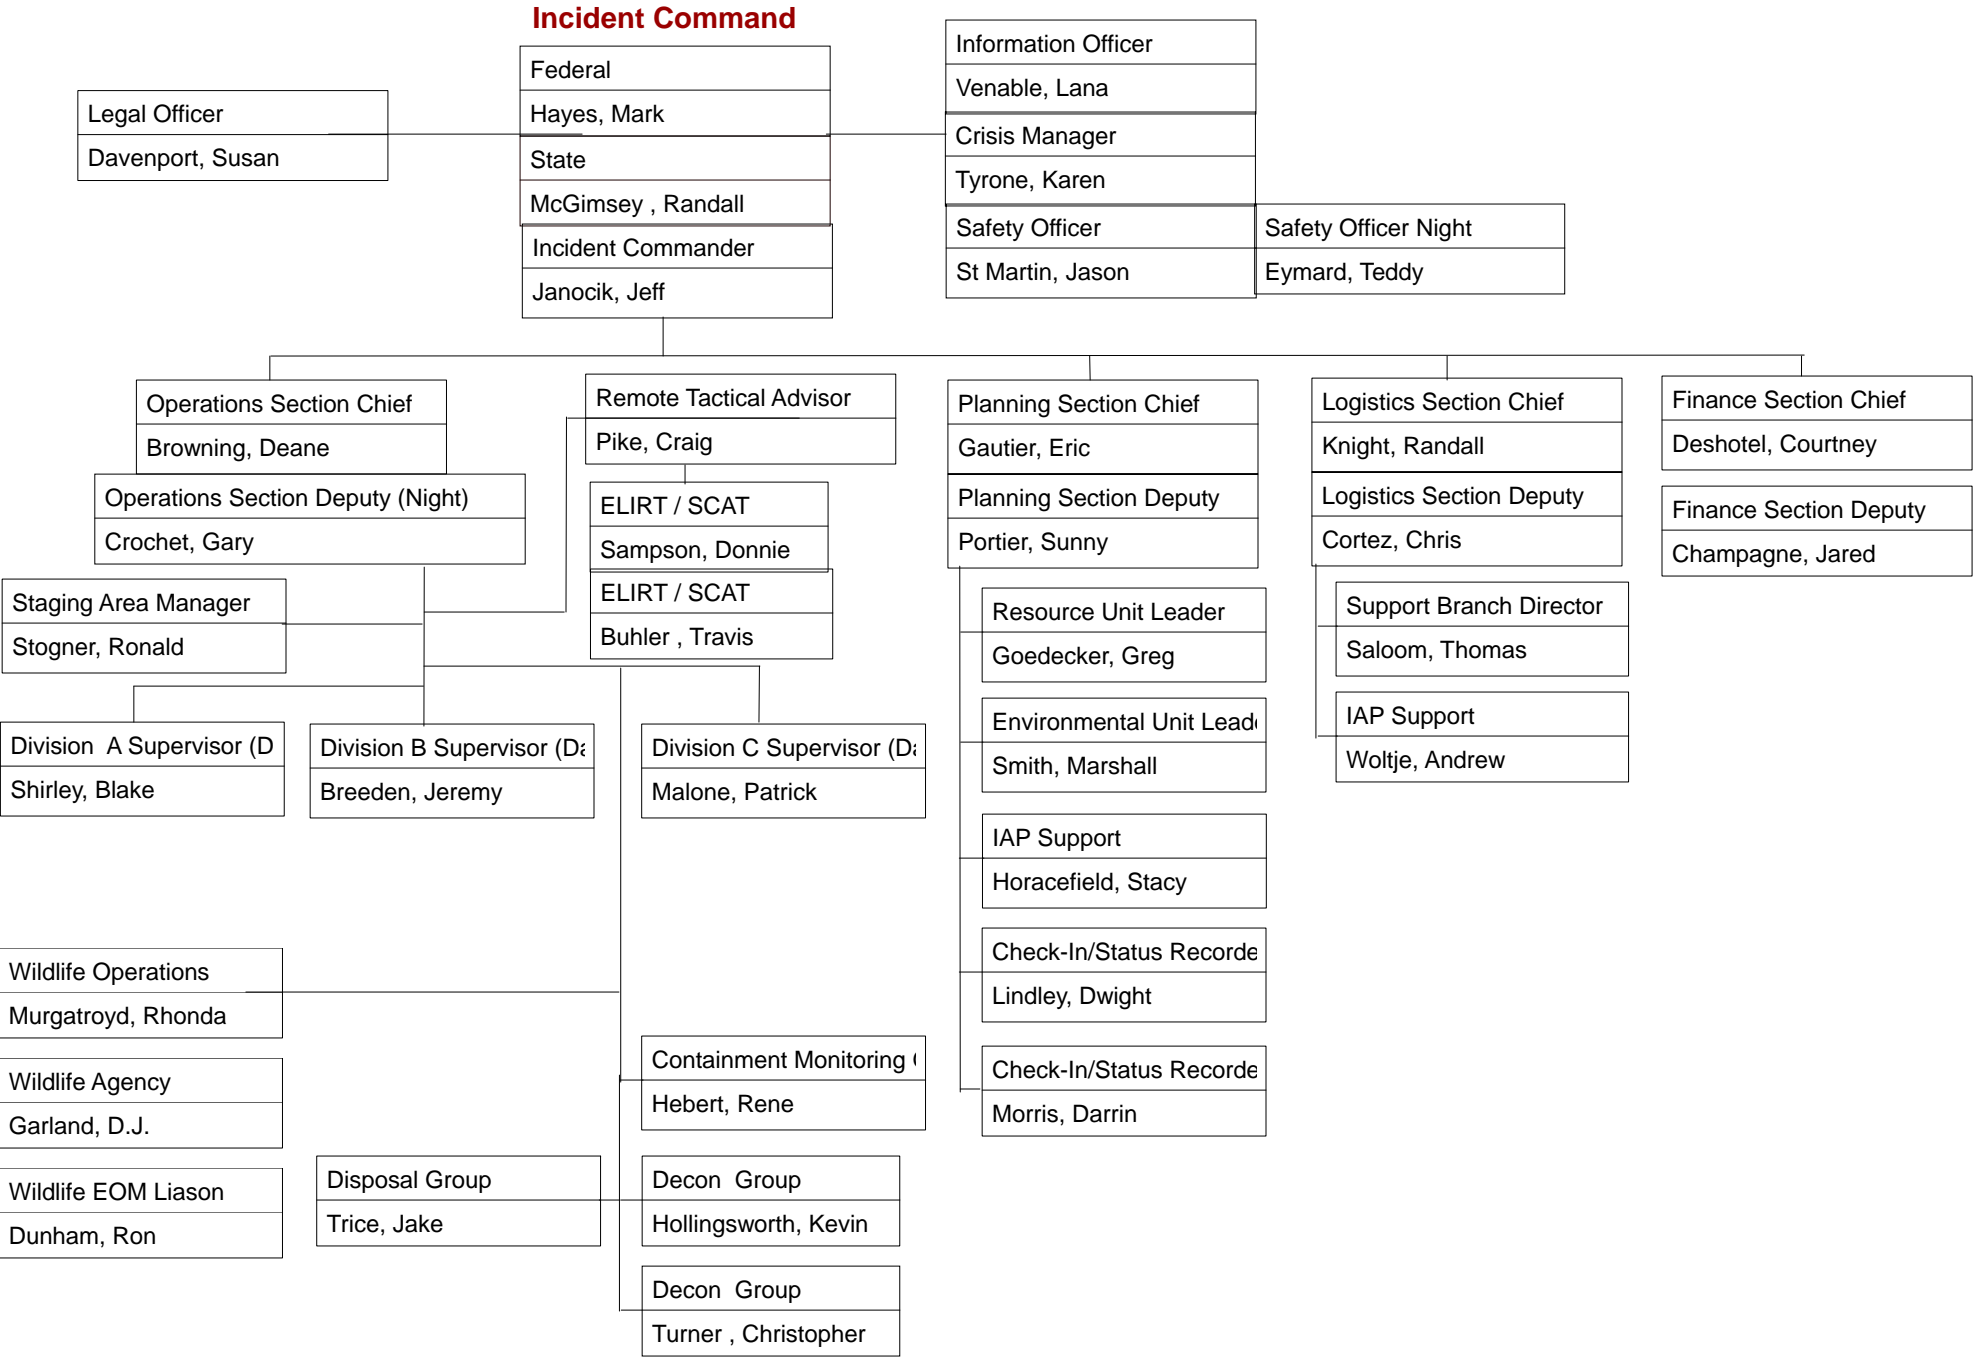 Incident Command
Federal
Hayes, Mark
State
McGimsey , Randall
Incident Commander
Janocik, Jeff
Legal Officer
Davenport, Susan
Information Officer
Venable, Lana
Crisis Manager
Tyrone, Karen
Safety Officer
St Martin, Jason
Safety Officer Night
Eymard, Teddy
Operations Section Chief
Browning, Deane
Operations Section Deputy (Night)
Crochet, Gary
Remote Tactical Advisor
Pike, Craig
ELIRT / SCAT
Sampson, Donnie
ELIRT / SCAT
Buhler , Travis
Staging Area Manager
Stogner, Ronald
Division  A Supervisor (D
Shirley, Blake
Division B Supervisor (Da
Breeden, Jeremy
Division C Supervisor (Da
Malone, Patrick
Wildlife Operations
Murgatroyd, Rhonda
Wildlife Agency
Garland, D.J.
Wildlife EOM Liason
Dunham, Ron
Containment Monitoring
Hebert, Rene
Disposal Group
Trice, Jake
Decon  Group
Hollingsworth, Kevin
Decon  Group
Turner , Christopher
Planning Section Chief
Gautier, Eric
Planning Section Deputy
Portier, Sunny
Resource Unit Leader
Goedecker, Greg
Environmental Unit Leade
Smith, Marshall
IAP Support
Horacefield, Stacy
Check-In/Status Recorde
Lindley, Dwight
Check-In/Status Recorde
Morris, Darrin
Logistics Section Chief
Knight, Randall
Logistics Section Deputy
Cortez, Chris
Support Branch Director
Saloom, Thomas
IAP Support
Woltje, Andrew
Finance Section Chief
Deshotel, Courtney
Finance Section Deputy
Champagne, Jared